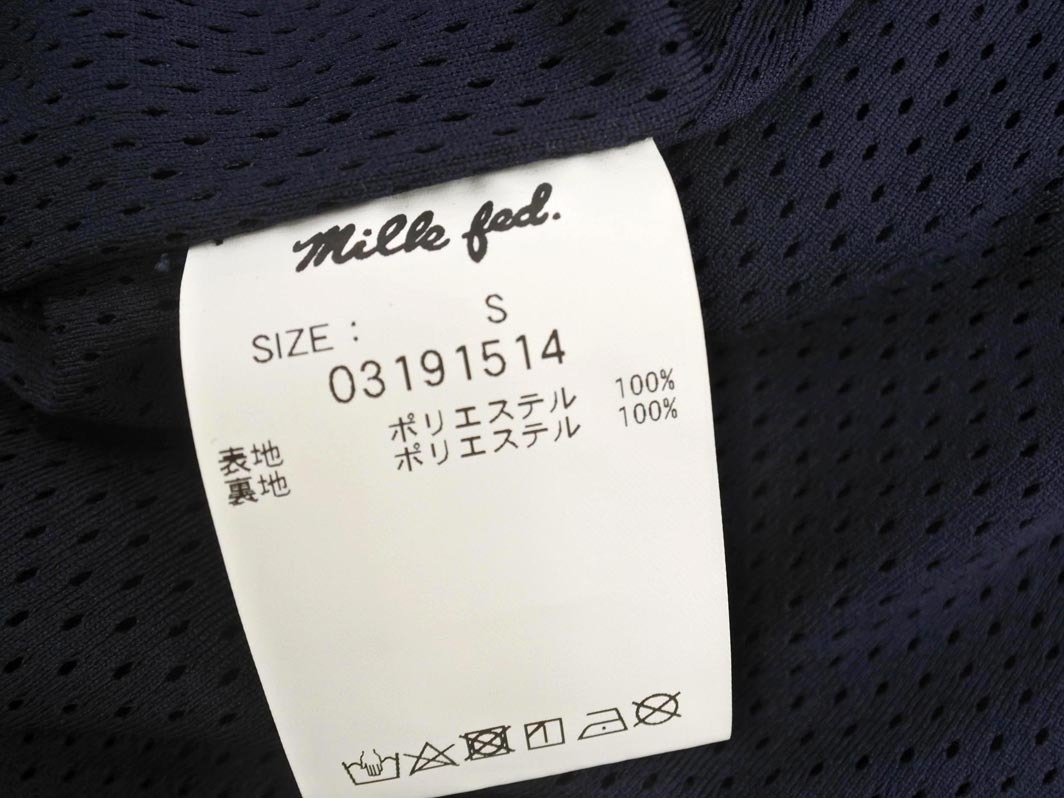 Mille fed.
SIZE : S
03191514
表地 ポリエステル 100%
裏地 ポリエステル 100%